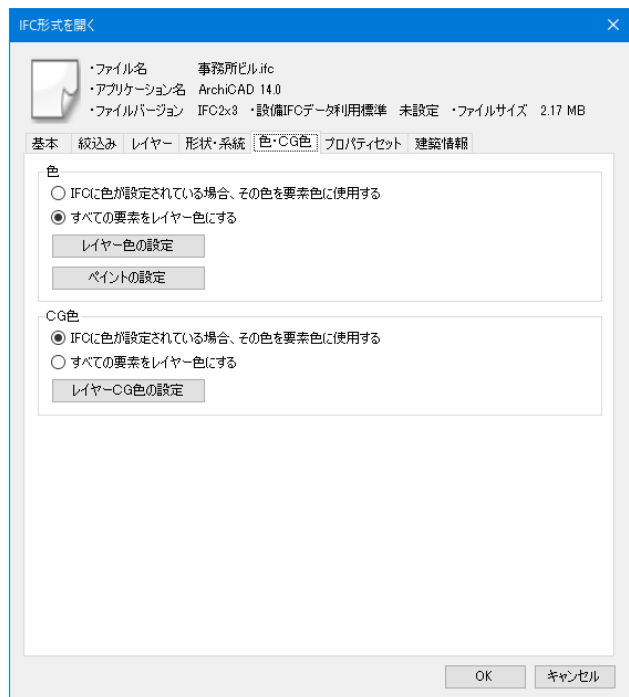 IFC形式を開く
・ファイル名 事務所ビル.ifc
・アプリケーション名 ArchiCAD 14.0
・ファイルバージョン IFC2x3 ・設備IFCデータ利用標準 未設定 ・ファイルサイズ 2.17 MB
基本 絞込み レイヤー 形状・系統 色・CG色 プロパティセット 建築情報
色
IFCに色が設定されている場合、その色を要素色に使用する
すべての要素をレイヤー色にする
レイヤー色の設定
ペイントの設定
CG色
IFCに色が設定されている場合、その色を要素色に使用する
すべての要素をレイヤー色にする
レイヤーCG色の設定
OK キャンセル